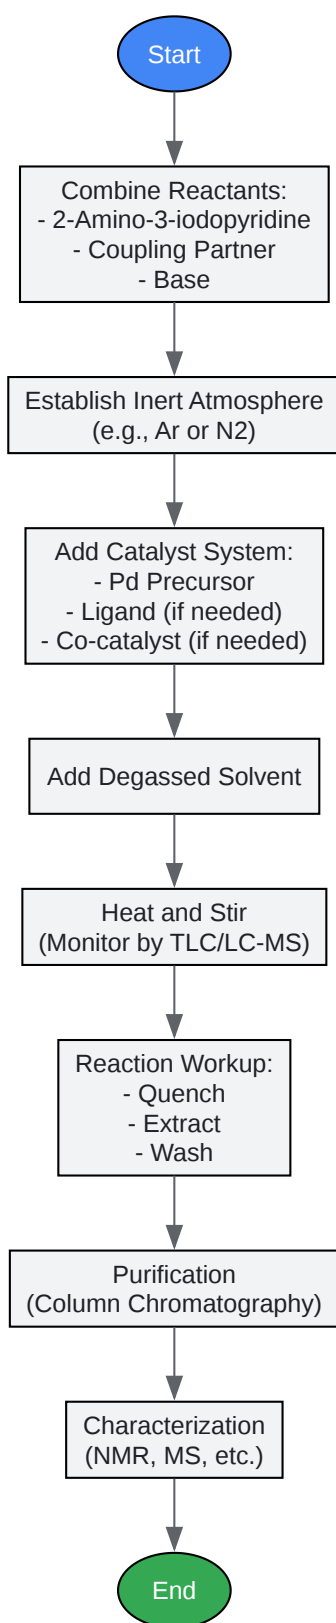 Start
Combine Reactants:
- 2-Amino-3-iodopyridine
- Coupling Partner
- Base
Establish Inert Atmosphere
(e.g., Ar or N2)
Add Catalyst System:
- Pd Precursor
- Ligand (if needed)
- Co-catalyst (if needed)
Add Degassed Solvent
Heat and Stir
(Monitor by TLC/LC-MS)
Reaction Workup:
- Quench
- Extract
- Wash
Purification
(Column Chromatography)
Characterization
(NMR, MS, etc.)
End